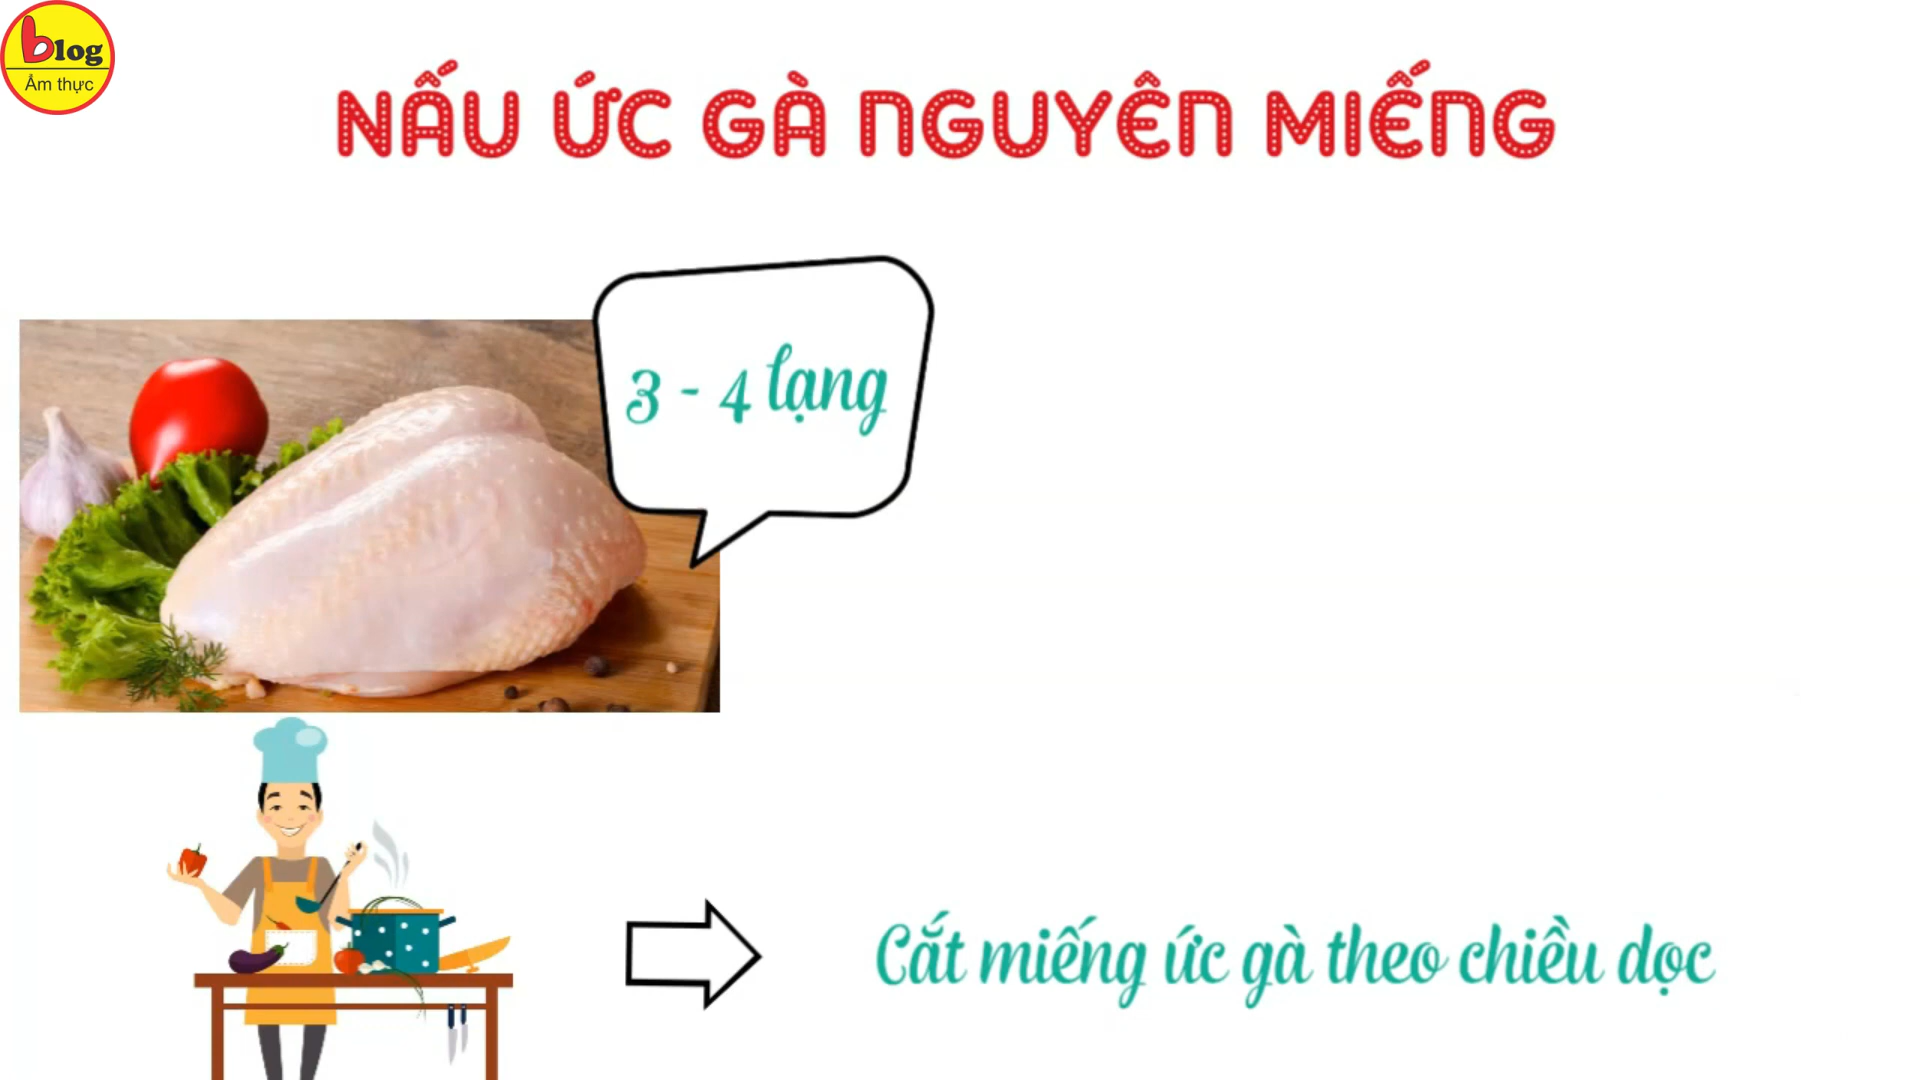 blog
Ẩm thực
NẤU ỨC GÀ NGUYÊN MIẾNG
3 - 4 lạng
Cắt miếng ức gà theo chiều dọc